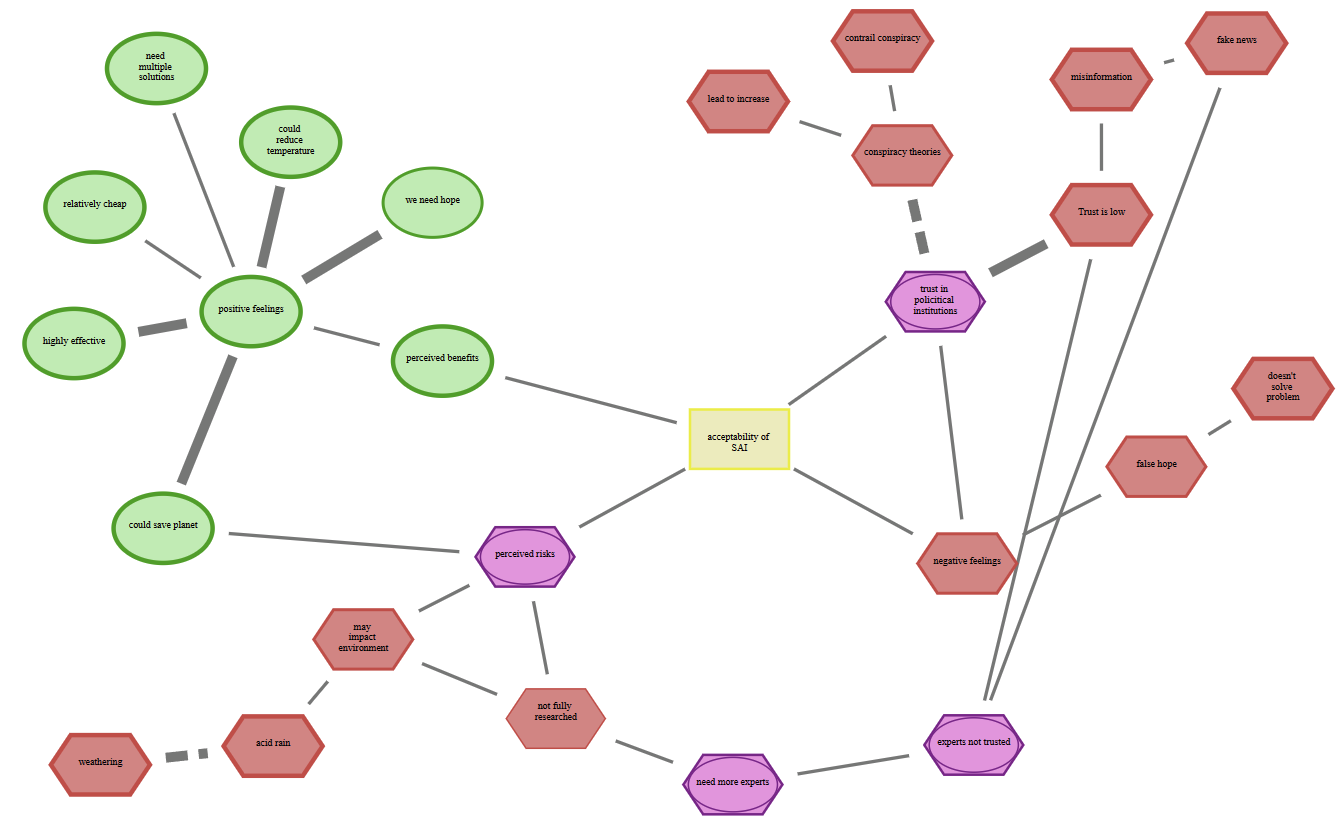 contrail conspiracy
fake news
need
multiple
solutions
misinformation
lead to increase
could
reduce
temperature
conspiracy theories
we need hope
relatively cheap
Trust is low
trust in
policitical
institutions
positive feelings
highly effective
perceived benefits
doesn't
solve
problem
acceptability of
SAI
false hope
could save planet
perceived risks
negative feelings
may
impact
environment
not fully
researched
acid rain
experts not trusted
weathering
need more experts